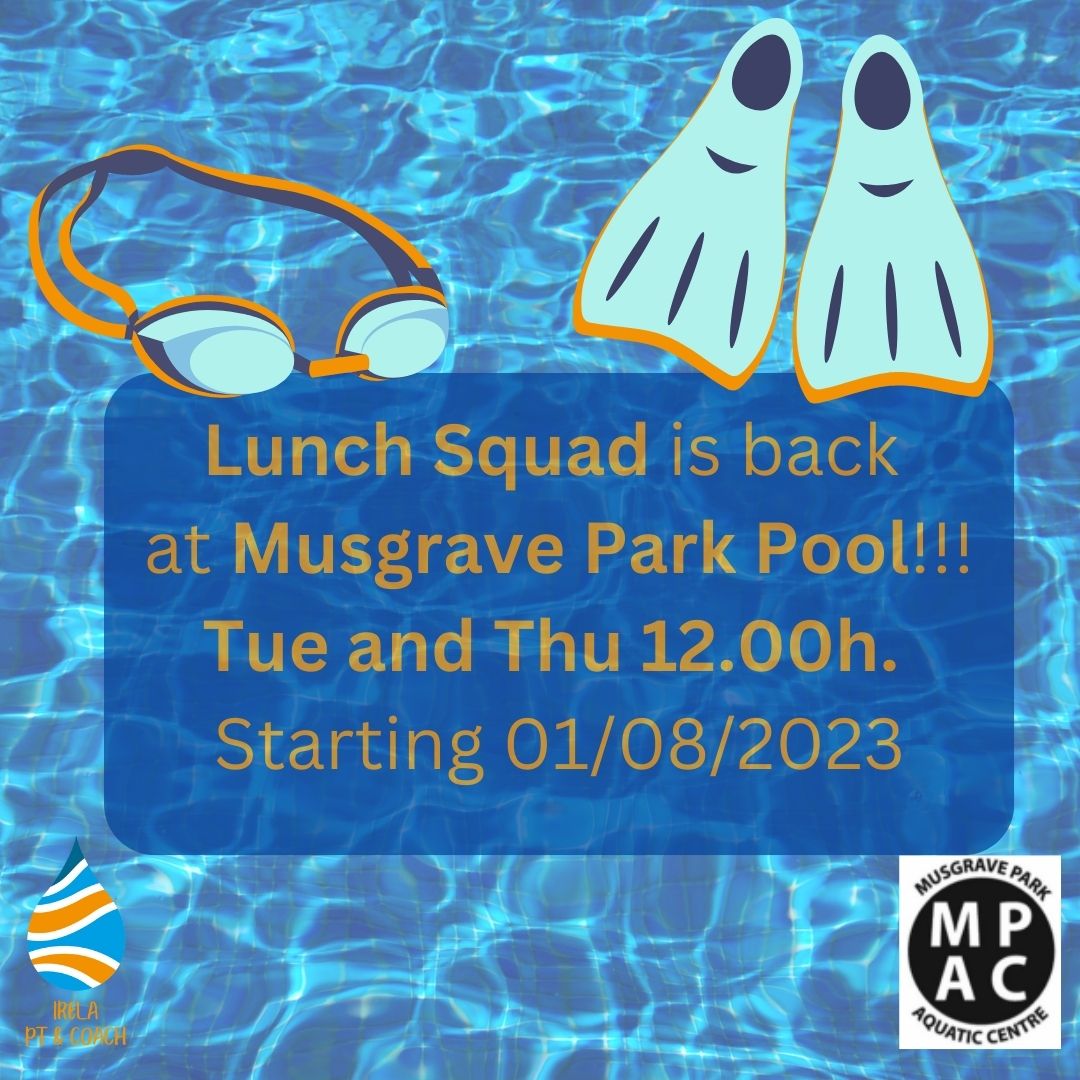 Lunch Squad is back
at Musgrave Park Pool!!!
Tue and Thu 12.00h.
Starting 01/08/2023
IRELA
PT & COACH
MUSGRAVE PARK
MP
AC
AQUATIC CENTRE